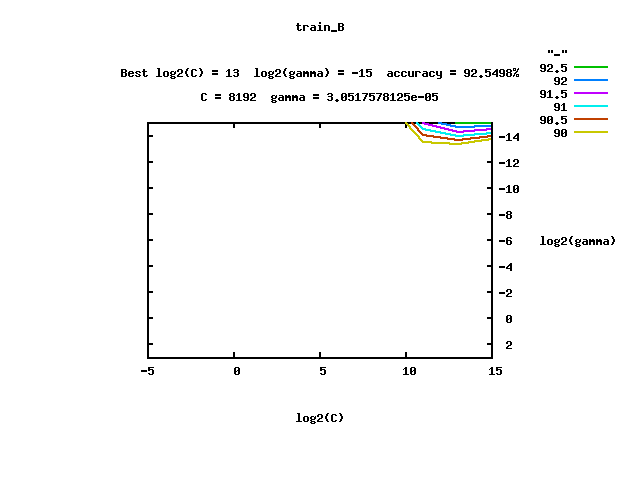 train_B
"_"
Best log2(C) = 13  log2(gamma) = -15  accuracy = 92.5498%
C = 8192  gamma = 3.0517578125e-05
92.5
92
91.5
91
90.5
90
-14
-12
-10
-8
-6
-4
-2
0
2
log2(gamma)
-5 0 5 10 15
log2(C)